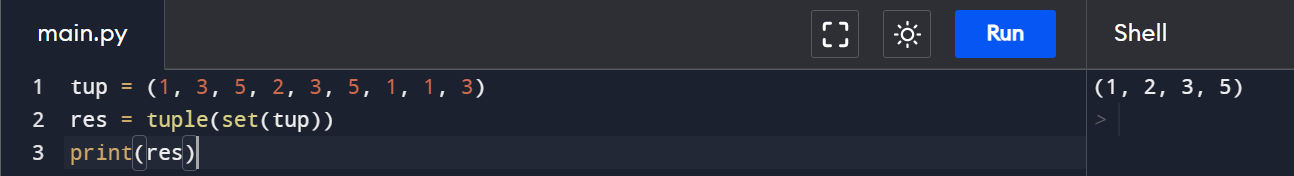 main.py
Run
Shell
1 tup = (1, 3, 5, 2, 3, 5, 1, 1, 3)
2 res = tuple(set(tup))
3 print(res)
(1, 2, 3, 5)
>